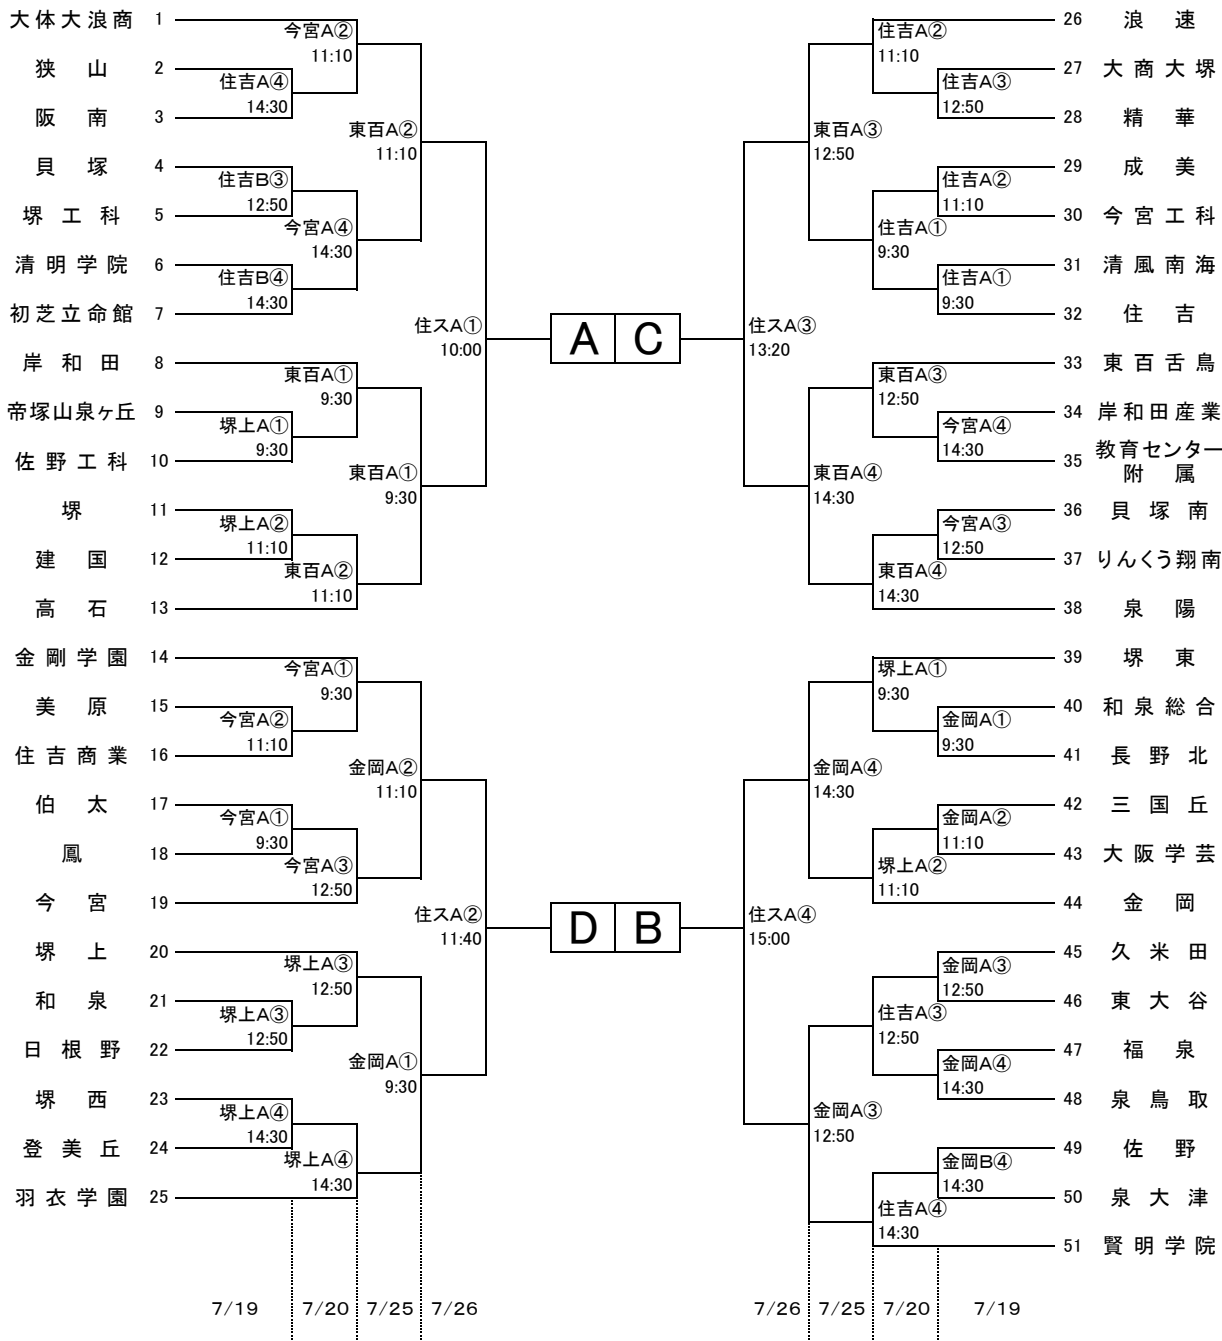 大体大浪商 1
今宮A②
11:10
狭山 2
住吉A④
14:30
阪南 3
東百A②
11:10
貝塚 4
住吉B③
12:50
堺工科 5
今宮A④
14:30
清明学院 6
住吉B④
14:30
初芝立命館 7
住スA①
10:00
岸和田 8
東百A①
9:30
帝塚山泉ヶ丘 9
堺上A①
9:30
佐野工科 10
東百A①
9:30
堺 11
堺上A②
11:10
建国 12
東百A②
11:10
高石 13
金剛学園 14
今宮A①
9:30
美原 15
今宮A②
11:10
住吉商業 16
金岡A②
11:10
伯太 17
今宮A①
9:30
鳳 18
今宮A③
12:50
今宮 19
住スA②
11:40
堺上 20
堺上A③
12:50
和泉 21
堺上A③
12:50
日根野 22
金岡A①
9:30
堺西 23
堺上A④
14:30
登美丘 24
堺上A④
14:30
羽衣学園 25
7/19 7/20 7/25 7/26
A C
D B
26 浪速
住吉A②
11:10
27 大商大堺
住吉A③
12:50
28 精華
東百A③
12:50
29 成美
住吉A②
11:10
30 今宮工科
住吉A①
9:30
31 清風南海
住吉A①
9:30
32 住吉
住スA③
13:20
33 東百舌鳥
東百A③
12:50
34 岸和田産業
今宮A④
14:30
35 教育センター
附属
東百A④
14:30
36 貝塚南
今宮A③
12:50
37 りんくう翔南
東百A④
14:30
38 泉陽
39 堺東
堺上A①
9:30
40 和泉総合
金岡A①
9:30
41 長野北
金岡A④
14:30
42 三国丘
金岡A②
11:10
43 大阪学芸
堺上A②
11:10
44 金岡
住スA④
15:00
45 久米田
金岡A③
12:50
46 東大谷
住吉A③
12:50
47 福泉
金岡A④
14:30
48 泉鳥取
金岡A③
12:50
49 佐野
金岡B④
14:30
50 泉大津
住吉A④
14:30
51 賢明学院
7/26 7/25 7/20 7/19